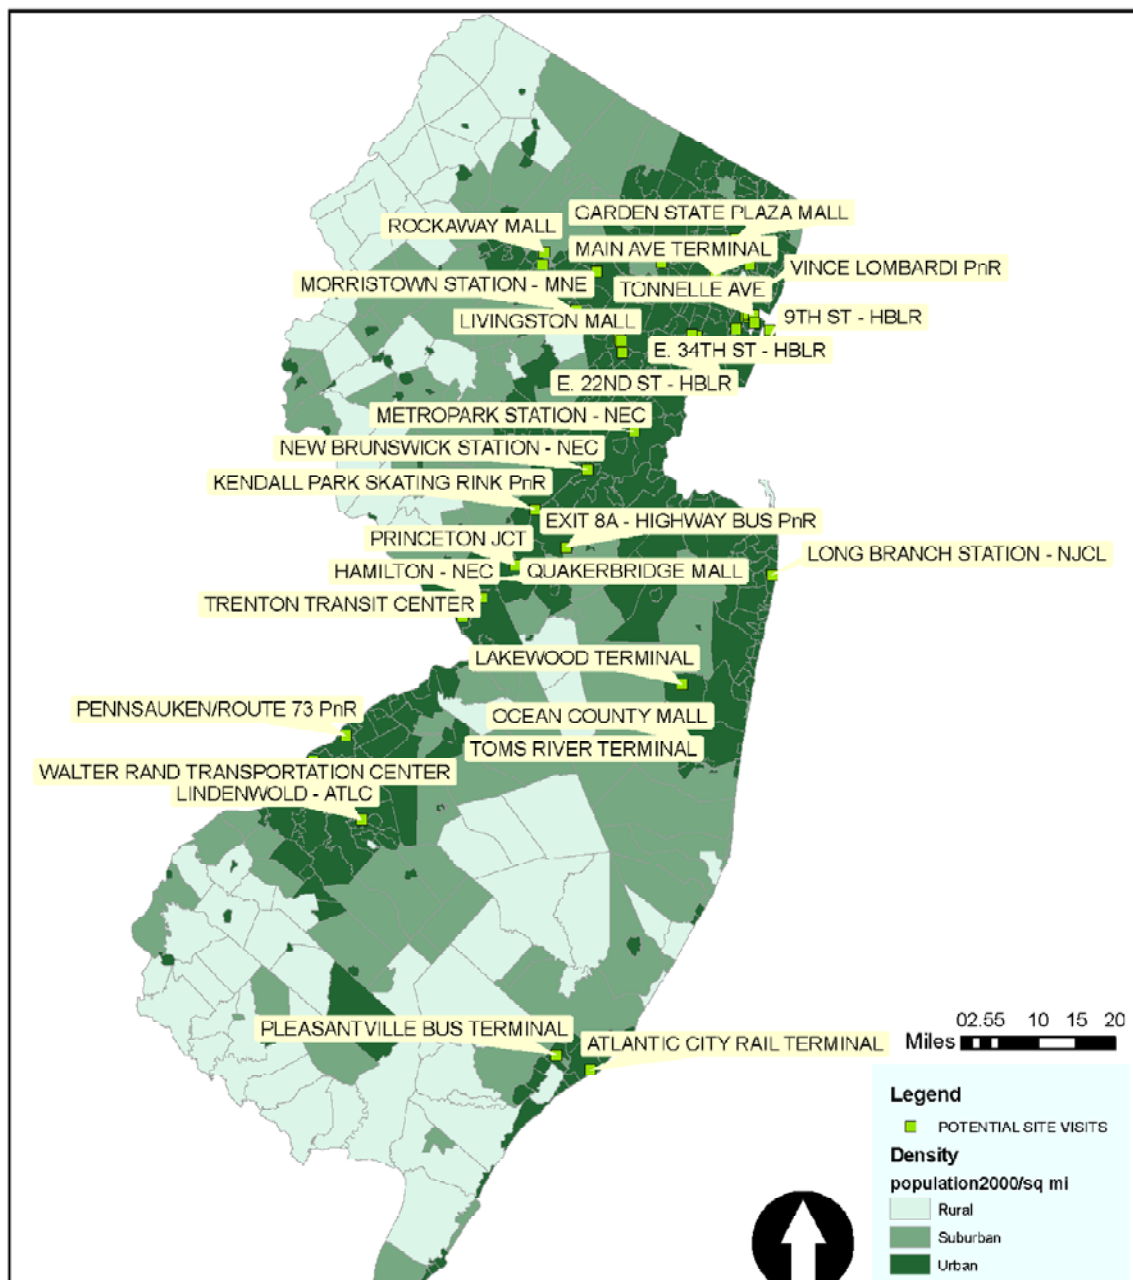 GARDEN STATE PLAZA MALL
ROCKAWAY MALL
MAIN AVE TERMINAL
VINCE LOMBARDI PnR
MORRISTOWN STATION - MNE
TONNELLE AVE
9TH ST - HBLR
LIVINGSTON MALL
E. 34TH ST - HBLR
E. 22ND ST - HBLR
METROPARK STATION - NEC
NEW BRUNSWICK STATION - NEC
KENDALL PARK SKATING RINK PnR
EXIT 8A - HIGHWAY BUS PnR
PRINCETON JCT
LONG BRANCH STATION - NJCL
HAMILTON - NEC
QUAKERBRIDGE MALL
TRENTON TRANSIT CENTER
LAKEWOOD TERMINAL
PENNSAUKEN/ROUTE 73 PnR
OCEAN COUNTY MALL
TOMS RIVER TERMINAL
WALTER RAND TRANSPORTATION CENTER
LINDENWOLD - ATLC
PLEASANTVILLE BUS TERMINAL
ATLANTIC CITY RAIL TERMINAL
02.55 10 15 20
Miles
Legend
POTENTIAL SITE VISITS
Density
population2000/sq mi
Rural
Suburban
Urban